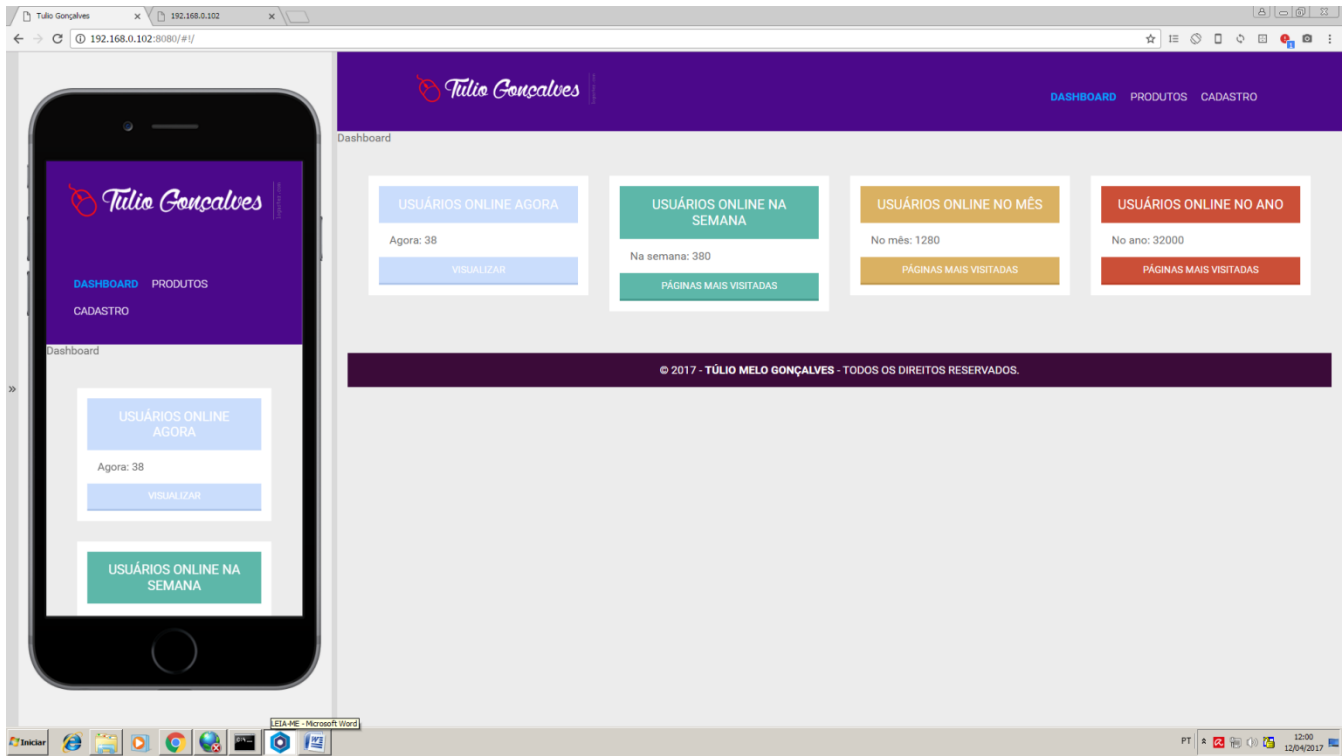 Tulio Gonçalves
192.168.0.102
192.168.0.102:8080/#!/
1
Tulio Gonçalves
DASHBOARD PRODUTOS CADASTRO
Dashboard
USUÁRIOS ONLINE AGORA
Agora: 38
VISUALIZAR
USUÁRIOS ONLINE NA
SEMANA
Na semana: 380
PÁGINAS MAIS VISITADAS
USUÁRIOS ONLINE NO MÊS
No mês: 1280
PÁGINAS MAIS VISITADAS
USUÁRIOS ONLINE NO ANO
No ano: 32000
PÁGINAS MAIS VISITADAS
© 2017 - TÚLIO MELO GONÇALVES - TODOS OS DIREITOS RESERVADOS.
Tulio Gonçalves
DASHBOARD PRODUTOS
CADASTRO
Dashboard
USUÁRIOS ONLINE
AGORA
Agora: 38
VISUALIZAR
USUÁRIOS ONLINE NA
SEMANA
LEIA-ME - Microsoft Word
Iniciar
PT
12:00
12/04/2017